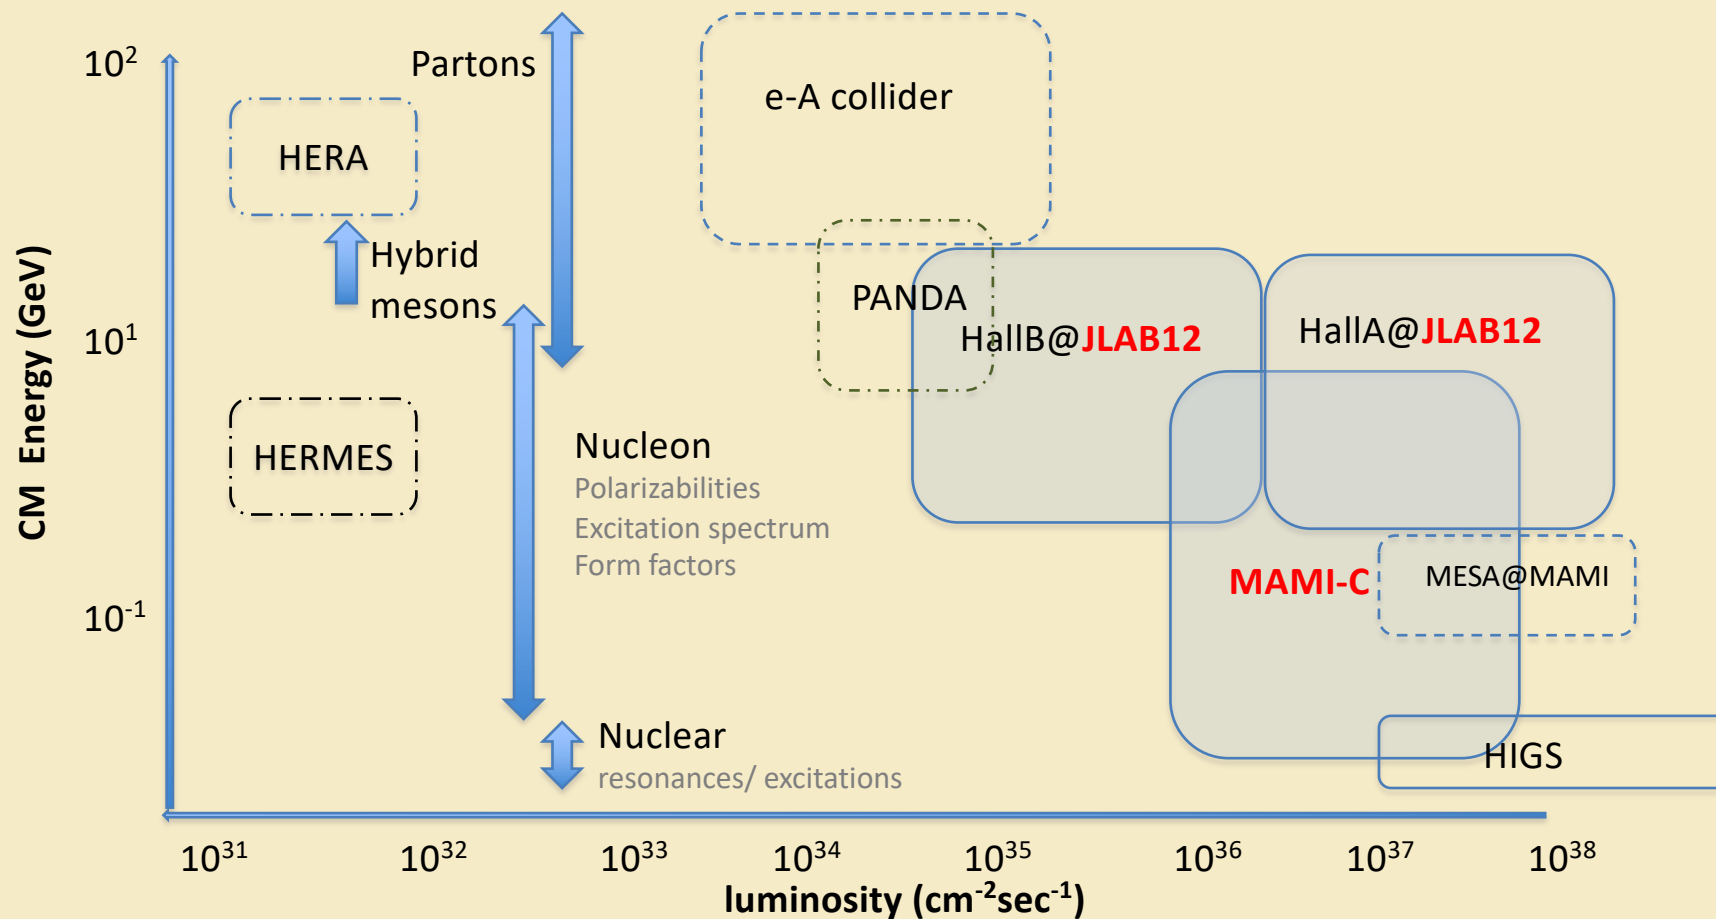 10²
Partons
e-A collider
HERA
Hybrid
mesons
PANDA
HallB@JLAB12
HallA@JLAB12
10¹
CM Energy (GeV)
HERMES
Nucleon
Polarizabilities
Excitation spectrum
Form factors
MAMI-C
MESA@MAMI
10⁻¹
Nuclear
resonances/ excitations
HIGS
10³¹ 10³² 10³³ 10³⁴ 10³⁵ 10³⁶ 10³⁷ 10³⁸
luminosity (cm⁻²sec⁻¹)